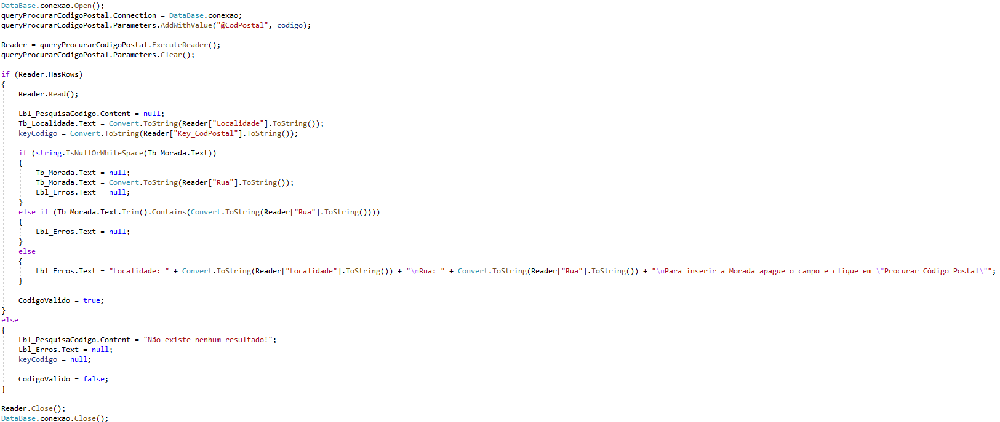 DataBase.conexao.Open();
queryProcurarCodigoPostal.Connection = DataBase.conexao;
queryProcurarCodigoPostal.Parameters.AddWithValue("@CodPostal", codigo);
Reader = queryProcurarCodigoPostal.ExecuteReader();
queryProcurarCodigoPostal.Parameters.Clear();
if (Reader.HasRows)
{
Reader.Read();
Lbl_PesquisaCodigo.Content = null;
Tb_Localidade.Text = Convert.ToString(Reader["Localidade"].ToString());
keyCodigo = Convert.ToString(Reader["Key_CodPostal"].ToString());
if (string.IsNullOrWhiteSpace(Tb_Morada.Text))
{
Tb_Morada.Text = null;
Tb_Morada.Text = Convert.ToString(Reader["Rua"].ToString());
Lbl_Erros.Text = null;
}
else if (Tb_Morada.Text.Trim().Contains(Convert.ToString(Reader["Rua"].ToString())))
{
Lbl_Erros.Text = null;
}
else
{
Lbl_Erros.Text = "Localidade: " + Convert.ToString(Reader["Localidade"].ToString()) + "\nRua: " + Convert.ToString(Reader["Rua"].ToString()) + "\nPara inserir a Morada apague o campo e clique em \"Procurar Código Postal\"";
}
CodigoValido = true;
}
else
{
Lbl_PesquisaCodigo.Content = "Não existe nenhum resultado!";
Lbl_Erros.Text = null;
keyCodigo = null;
CodigoValido = false;
}
Reader.Close();
DataBase.conexao.Close();